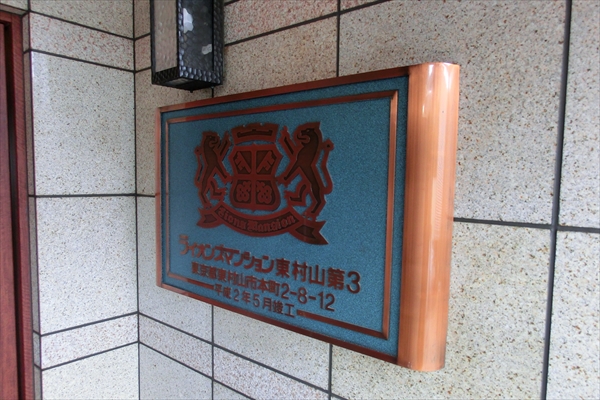 Lions Mansion
ライオンズマンション東村山第3
東京都東村山市本町2-8-12
平成2年5月竣工